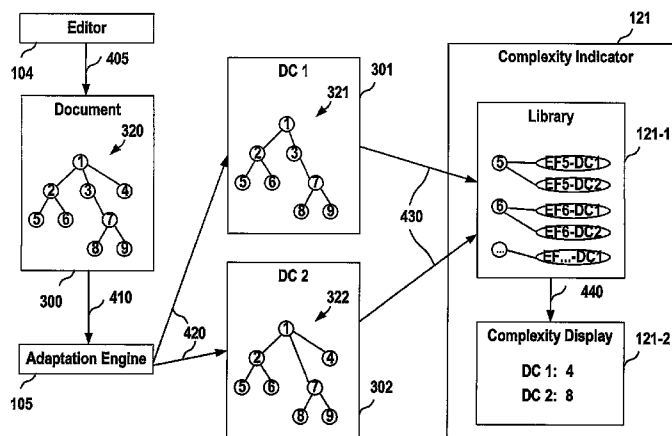 Editor
104
405
Document
320
1
2
3
4
5
6
7
8
9
300
410
Adaptation Engine
105
420
DC 1
301
321
1
2
3
5
6
7
8
9
DC 2
322
1
2
4
5
6
7
8
9
302
430
121
Complexity Indicator
Library
121-1
5
EF5-DC1
EF5-DC2
6
EF6-DC1
EF6-DC2
...
EF...-DC1
440
Complexity Display
121-2
DC 1: 4
DC 2: 8